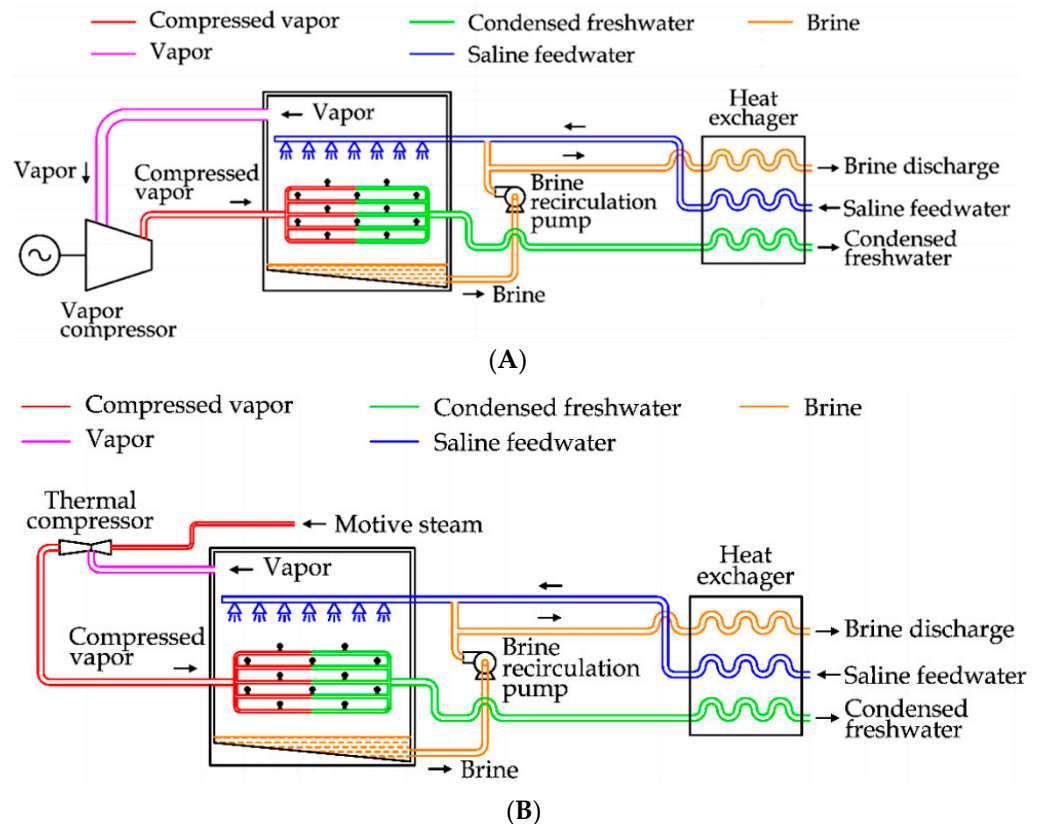 Compressed vapor
Condensed freshwater
Brine
Vapor
Saline feedwater
Heat
exchager
Vapor
Vapor
Compressed
vapor
Brine
recirculation
pump
Brine discharge
Saline feedwater
Condensed
freshwater
Brine
Vapor
compressor
(A)
Compressed vapor
Condensed freshwater
Brine
Vapor
Saline feedwater
Thermal
compressor
Motive steam
Heat
exchager
Vapor
Compressed
vapor
Brine
recirculation
pump
Brine discharge
Saline feedwater
Condensed
freshwater
Brine
(B)